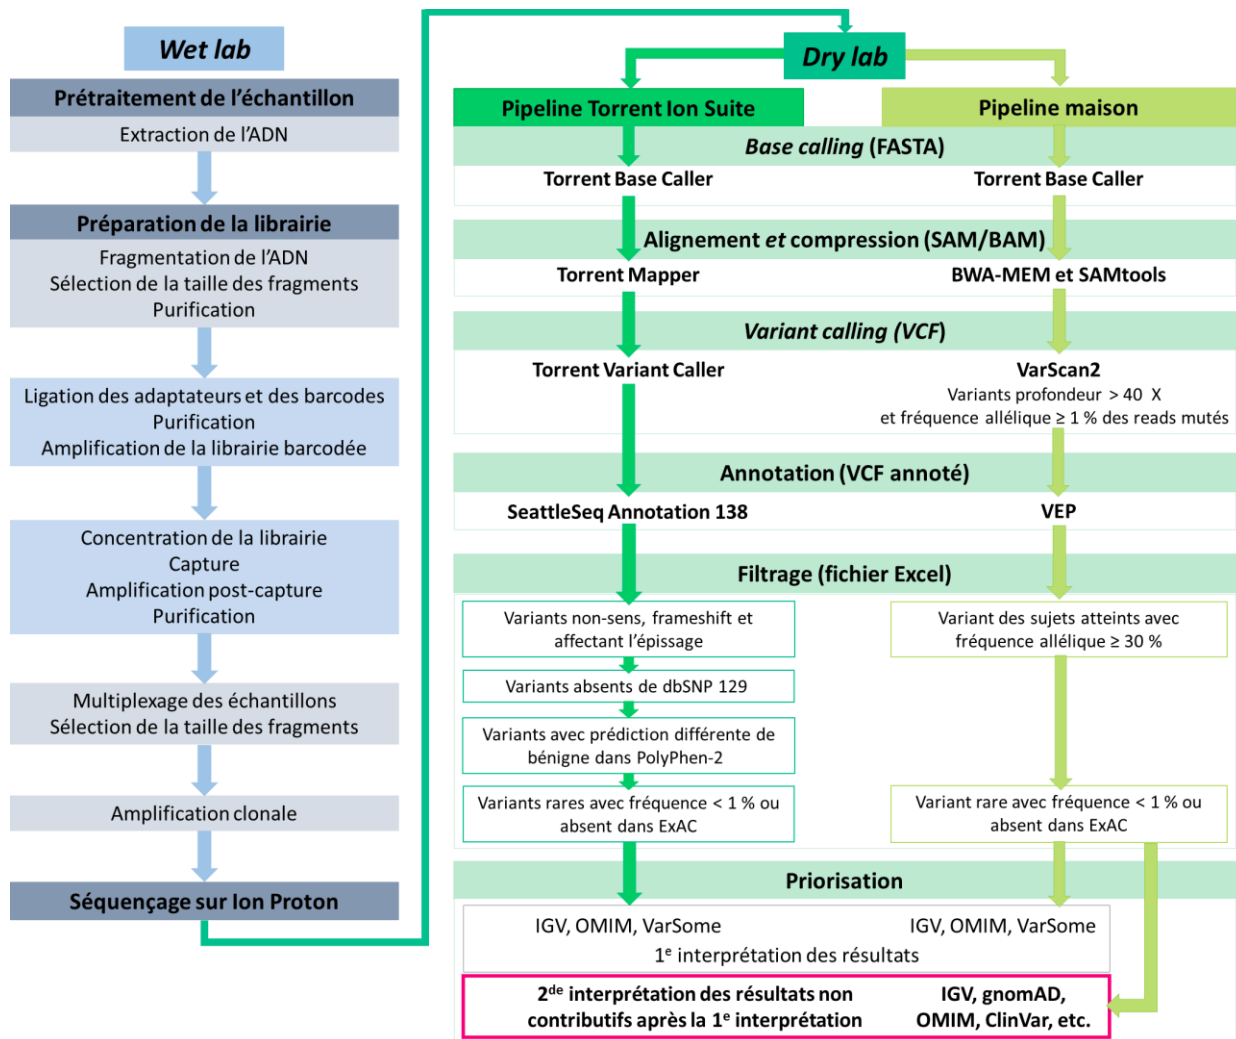 Wet lab
Prétraitement de l'échantillon
Extraction de l'ADN
Préparation de la librairie
Fragmentation de l'ADN
Sélection de la taille des fragments
Purification
Ligation des adaptateurs et des barcodes
Purification
Amplification de la librairie barcodée
Concentration de la librairie
Capture
Amplification post-capture
Purification
Multiplexage des échantillons
Sélection de la taille des fragments
Amplification clonale
Séquençage sur Ion Proton
Dry lab
Pipeline Torrent Ion Suite
Pipeline maison
Base calling (FASTA)
Torrent Base Caller
Torrent Base Caller
Alignement et compression (SAM/BAM)
Torrent Mapper
BWA-MEM et SAMtools
Variant calling (VCF)
Torrent Variant Caller
VarScan2
Variants profondeur > 40 X
et fréquence allélique ≥ 1 % des reads mutés
Annotation (VCF annoté)
SeattleSeq Annotation 138
VEP
Filtrage (fichier Excel)
Variants non-sens, frameshift et
affectant l'épissage
Variants absents de dbSNP 129
Variants avec prédiction différente de
bénigne dans PolyPhen-2
Variants rares avec fréquence < 1 % ou
absent dans ExAC
Variant des sujets atteints avec
fréquence allélique ≥ 30 %
Variant rare avec fréquence < 1 % ou
absent dans ExAC
Priorisation
IGV, OMIM, VarSome
IGV, OMIM, VarSome
1e interprétation des résultats
2de interprétation des résultats non
contributifs après la 1e interprétation
IGV, gnomAD,
OMIM, ClinVar, etc.